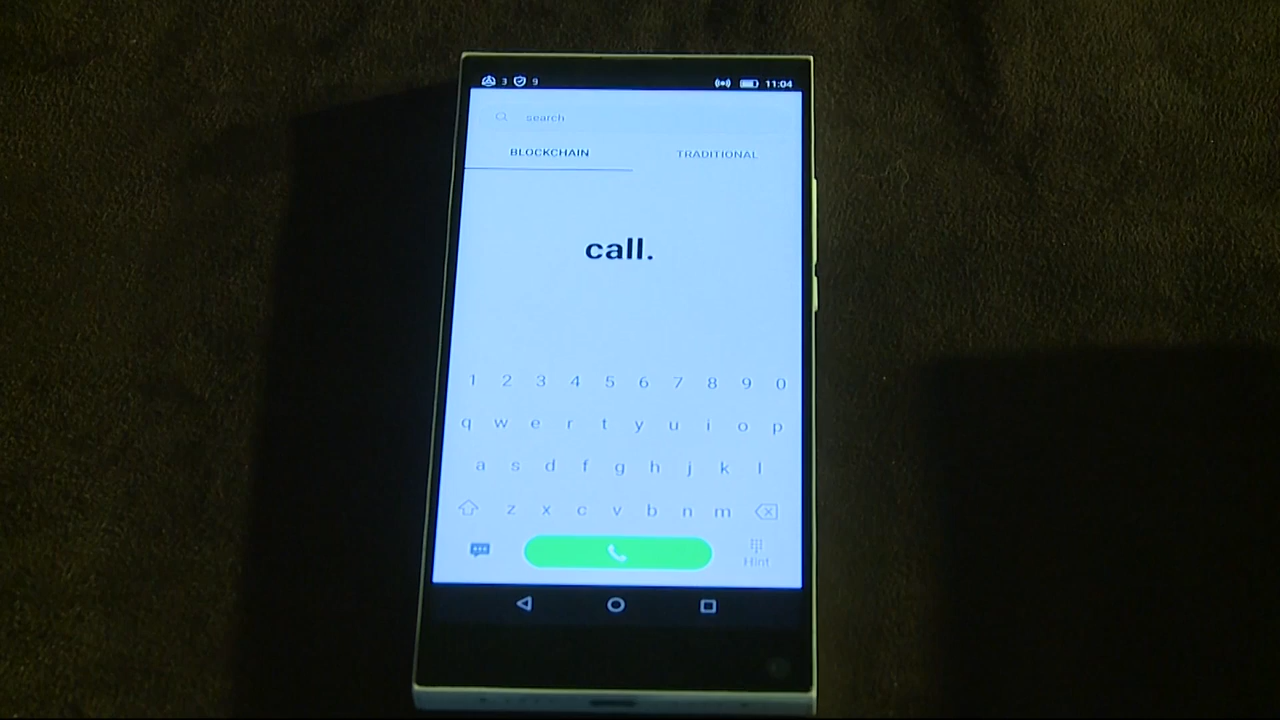 3 9 11:04
search
BLOCKCHAIN TRADITIONAL
call.
1 2 3 4 5 6 7 8 9 0
q w e r t y u i o p
a s d f g h j k l
z x c v b n m
Hint